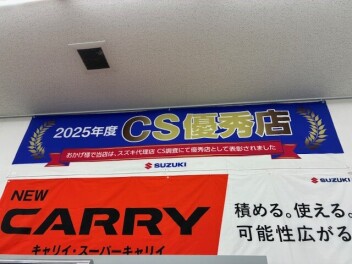 2025年度 CS優秀店
おかげ様で当店は、スズキ代理店 CS調査にて優秀店として表彰されました
SUZUKI
NEW
CARRY
キャリイ・スーパーキャリイ
積める。使える。
可能性広がる